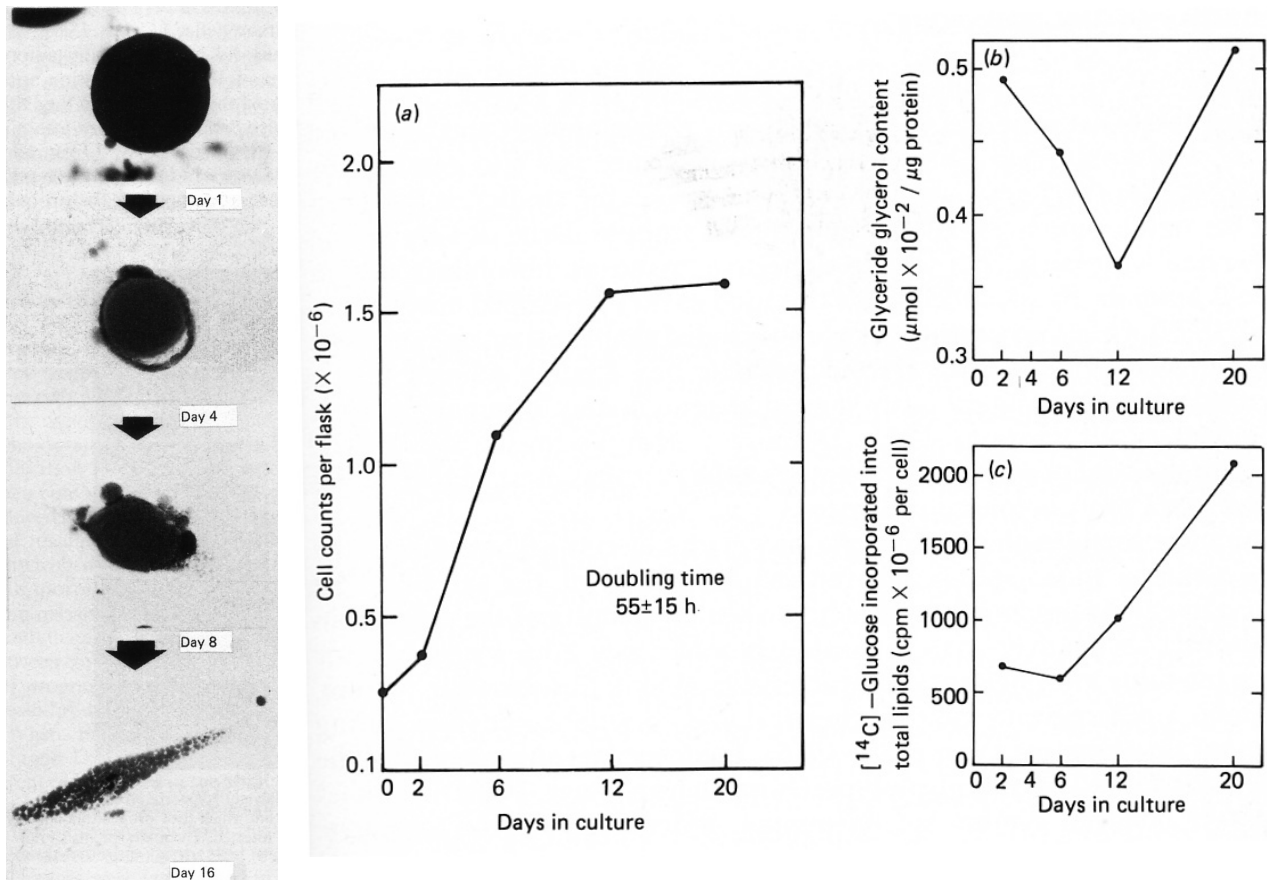 Day 1
Day 4
Day 8
Day 16
(a)
2.0
1.5
1.0
0.5
0.1
Cell counts per flask (× 10⁻⁶)
Doubling time
55±15 h.
0 2 6 12 20
Days in culture
(b)
0.5
0.4
0.3
Glyceride glycerol content
(μmol × 10⁻² / μg protein)
0 2 4 6 12 20
Days in culture
(c)
2000
1500
1000
500
0
[¹⁴C] –Glucose incorporated into
total lipids (cpm × 10⁻⁶ per cell)
0 2 4 6 12 20
Days in culture